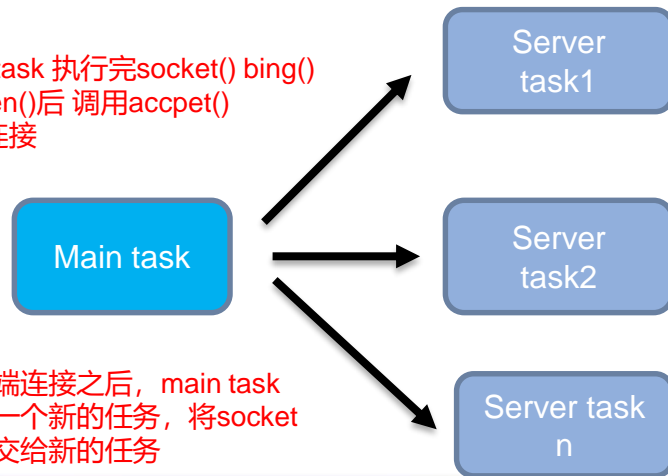 task 执行完socket() bing()
en()后 调用accpet()
连接
Server
task1
Main task
Server
task2
端连接之后，main task
一个新的任务，将socket
交给新的任务
Server task
n